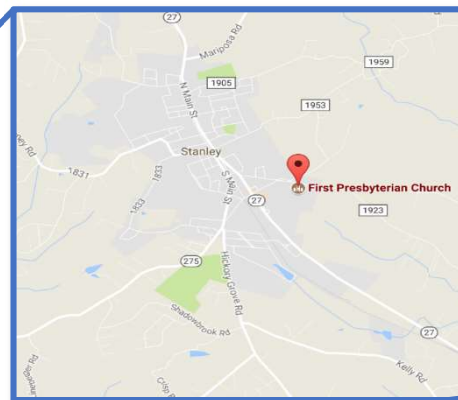 27
Mariposa Rd
1959
1905
N Main St
1953
Stanley
1831
1833
1833
S Main St
First Presbyterian Church
27
1923
275
Hickory Grove Rd
Shadowbrook Rd
27
Kelly Rd